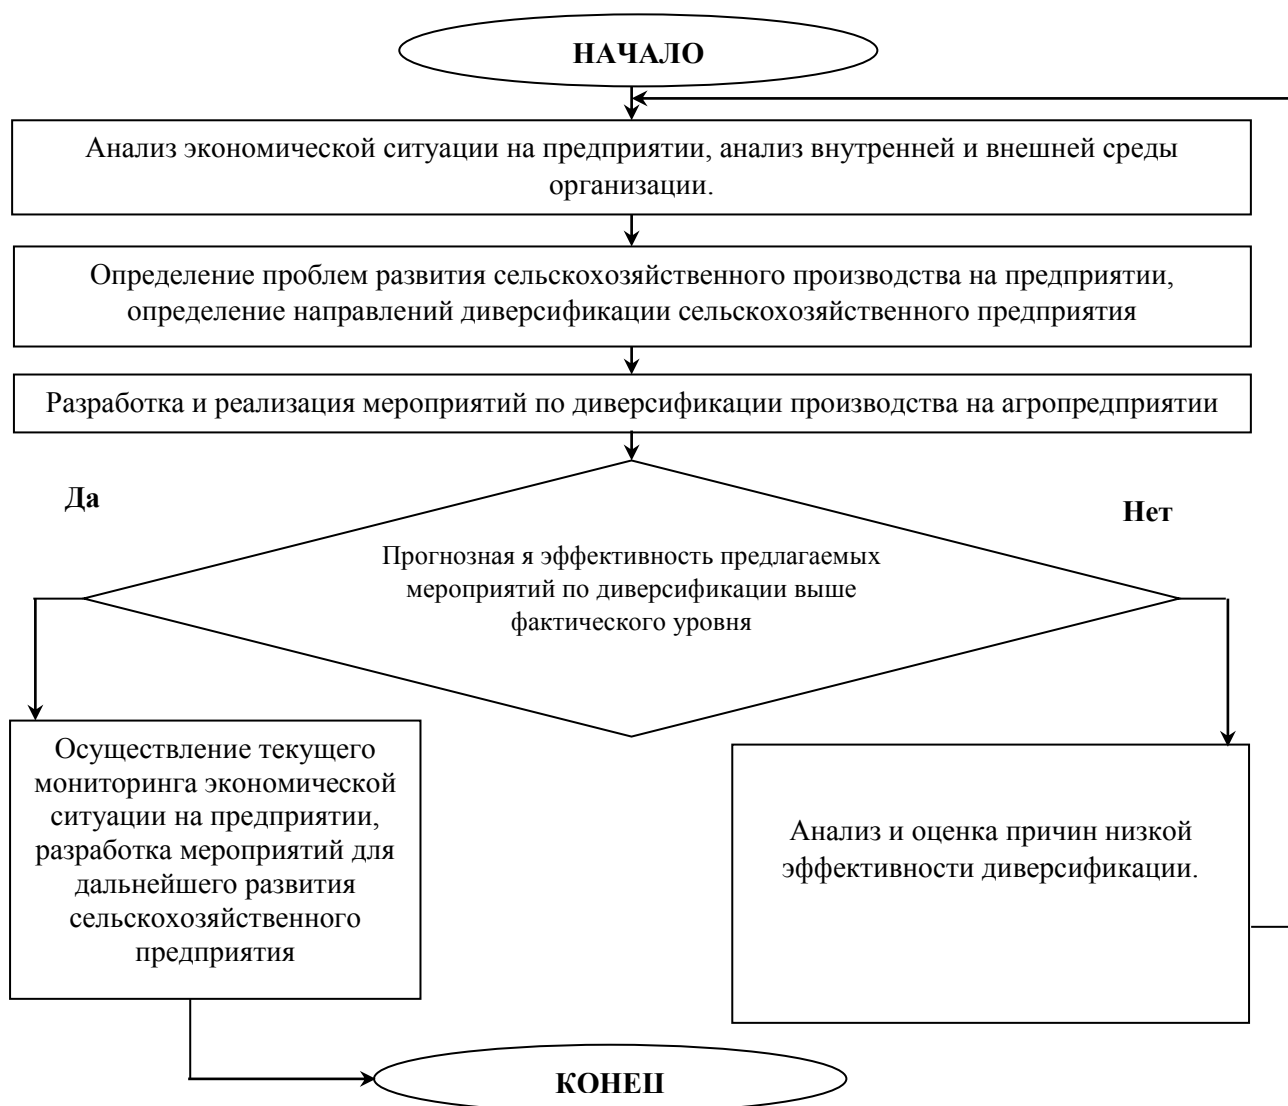 НАЧАЛО
Анализ экономической ситуации на предприятии, анализ внутренней и внешней среды
организации.
Определение проблем развития сельскохозяйственного производства на предприятии,
определение направлений диверсификации сельскохозяйственного предприятия
Разработка и реализация мероприятий по диверсификации производства на агропредприятии
Да
Нет
Прогнозная я эффективность предлагаемых
мероприятий по диверсификации выше
фактического уровня
Осуществление текущего
мониторинга экономической
ситуации на предприятии,
разработка мероприятий для
дальнейшего развития
сельскохозяйственного
предприятия
Анализ и оценка причин низкой
эффективности диверсификации.
КОНЕЦ